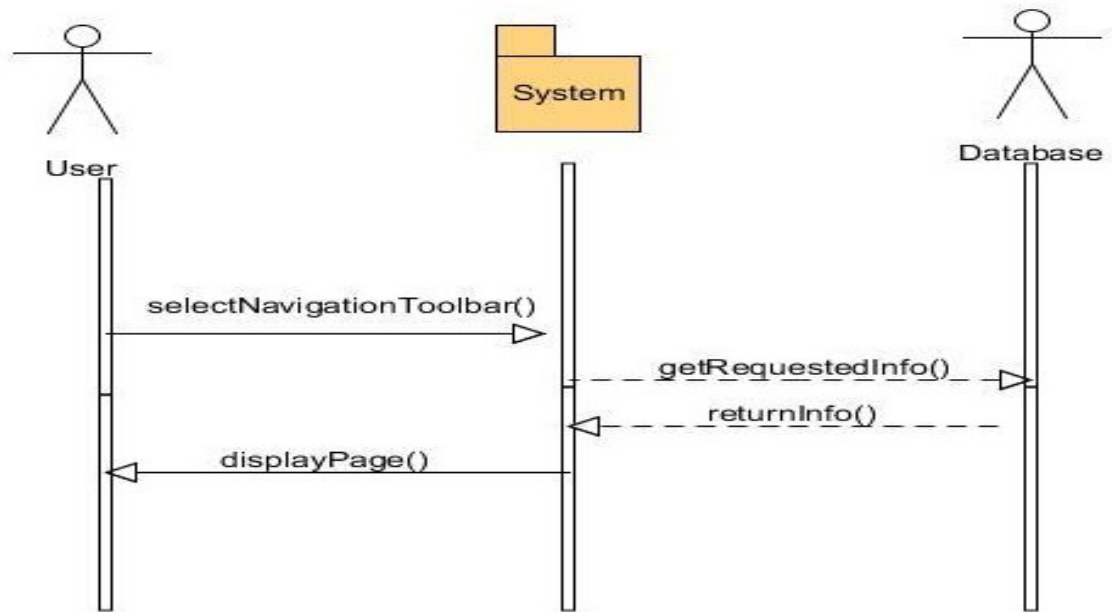 System
Database
User
selectNavigationToolbar()
getRequestedInfo()
returnInfo()
displayPage()